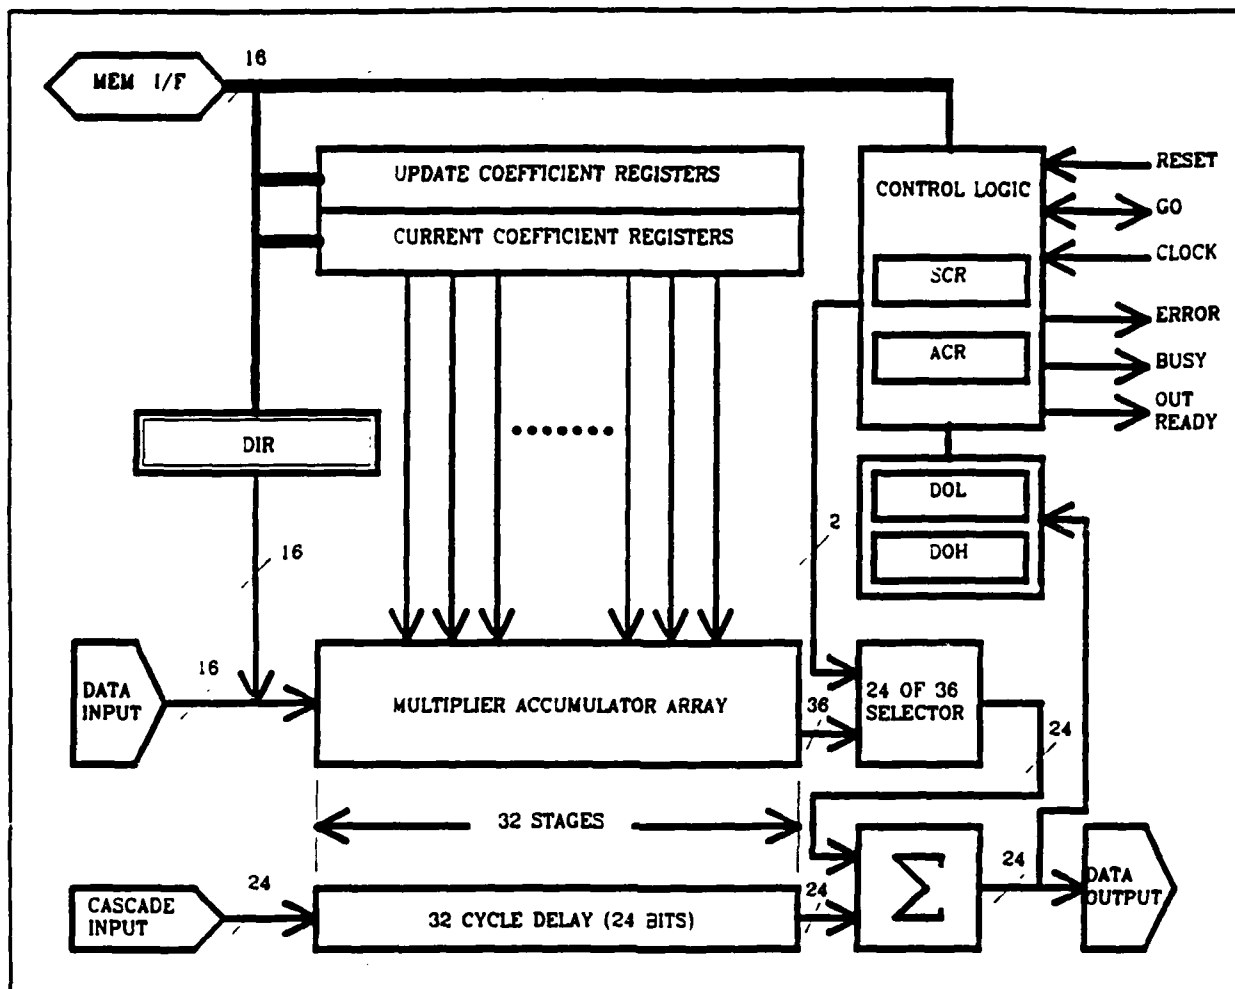 16
MEM I/F
UPDATE COEFFICIENT REGISTERS
CURRENT COEFFICIENT REGISTERS
CONTROL LOGIC
SCR
ACR
RESET
GO
CLOCK
ERROR
BUSY
OUT
READY
DIR
DOL
DOH
2
16
DATA
INPUT
16
MULTIPLIER ACCUMULATOR ARRAY
36
24 OF 36
SELECTOR
24
32 STAGES
CASCADE
INPUT
24
32 CYCLE DELAY (24 BITS)
24
Σ
24
DATA
OUTPUT